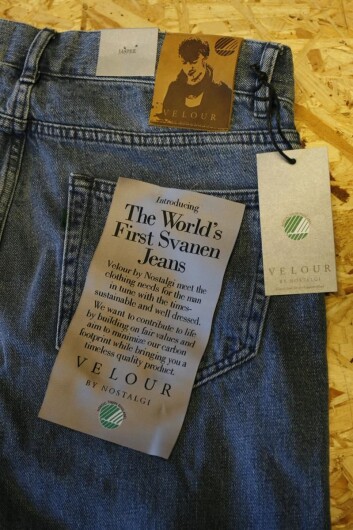 VELOUR
Introducing
The World's
First Svanen
Jeans
Velour by Nostalgi meet the
clothing needs for the man
in tune with the times-
sustainable and well dressed.
We want to contribute to life
by building on fair values and
aim to minimize our carbon
footprint while bringing you a
timeless quality product.
VELOUR
BY NOSTALGI
VELOUR
BY NOSTALGI